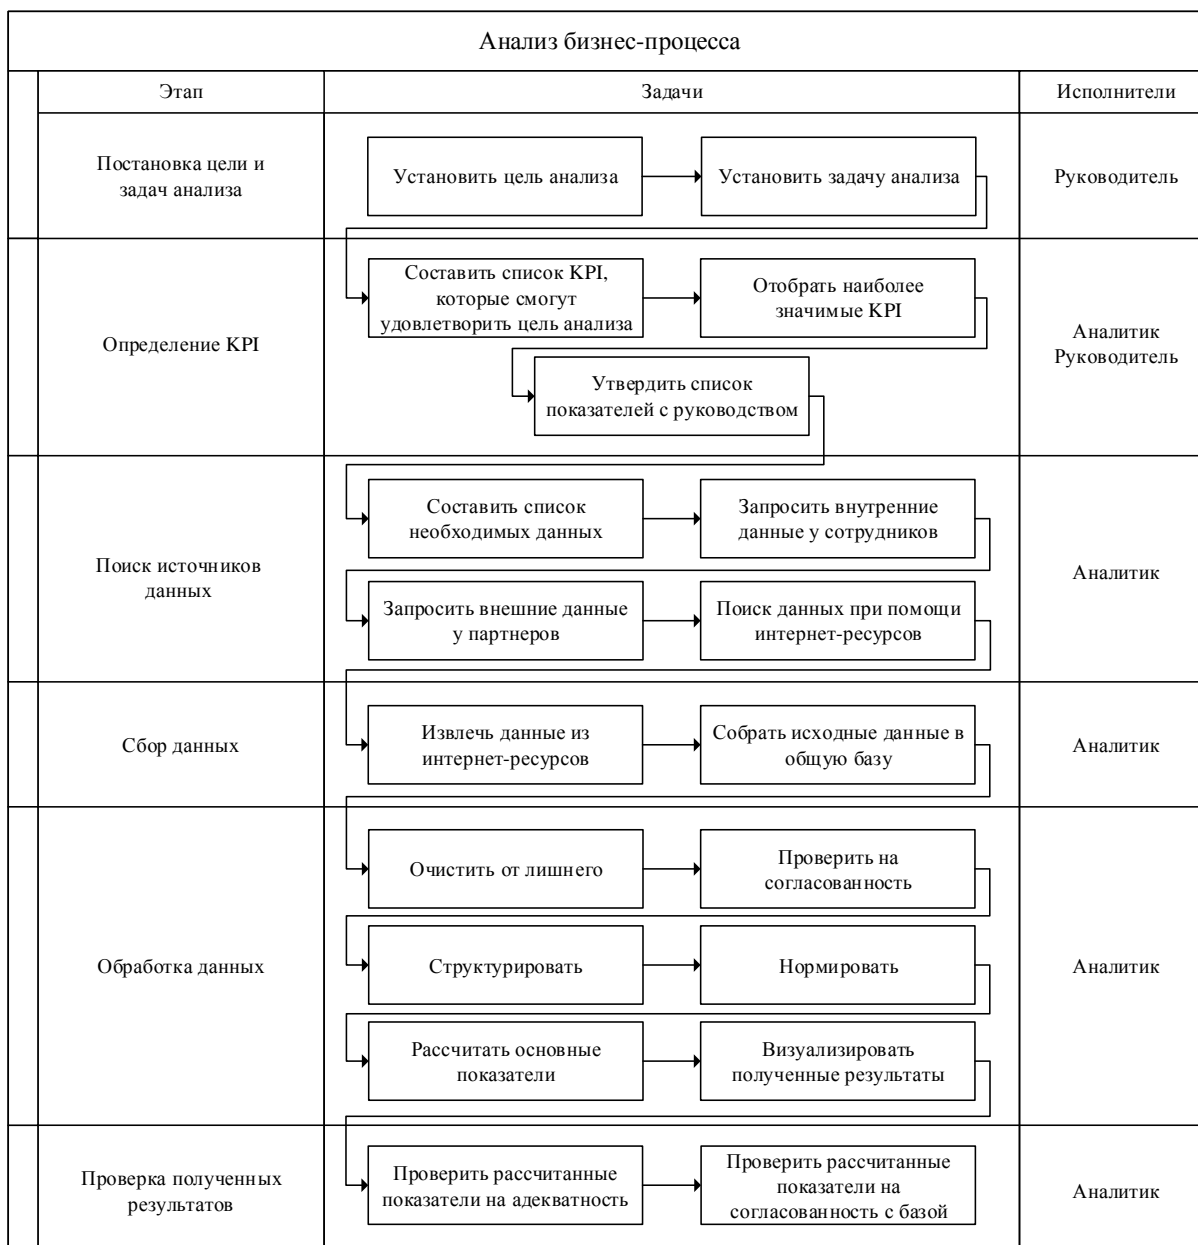 Анализ бизнес-процесса
Этап
Задачи
Исполнители
Постановка цели и
задач анализа
Установить цель анализа
Установить задачу анализа
Руководитель
Определение KPI
Составить список KPI,
которые смогут
удовлетворить цель анализа
Отобрать наиболее
значимые KPI
Утвердить список
показателей с руководством
Аналитик
Руководитель
Поиск источников
данных
Составить список
необходимых данных
Запросить внутренние
данные у сотрудников
Запросить внешние данные
у партнеров
Поиск данных при помощи
интернет-ресурсов
Аналитик
Сбор данных
Извлечь данные из
интернет-ресурсов
Собрать исходные данные в
общую базу
Аналитик
Обработка данных
Очистить от лишнего
Проверить на
согласованность
Структурировать
Нормировать
Рассчитать основные
показатели
Визуализировать
полученные результаты
Аналитик
Проверка полученных
результатов
Проверить рассчитанные
показатели на адекватность
Проверить рассчитанные
показатели на
согласованность с базой
Аналитик